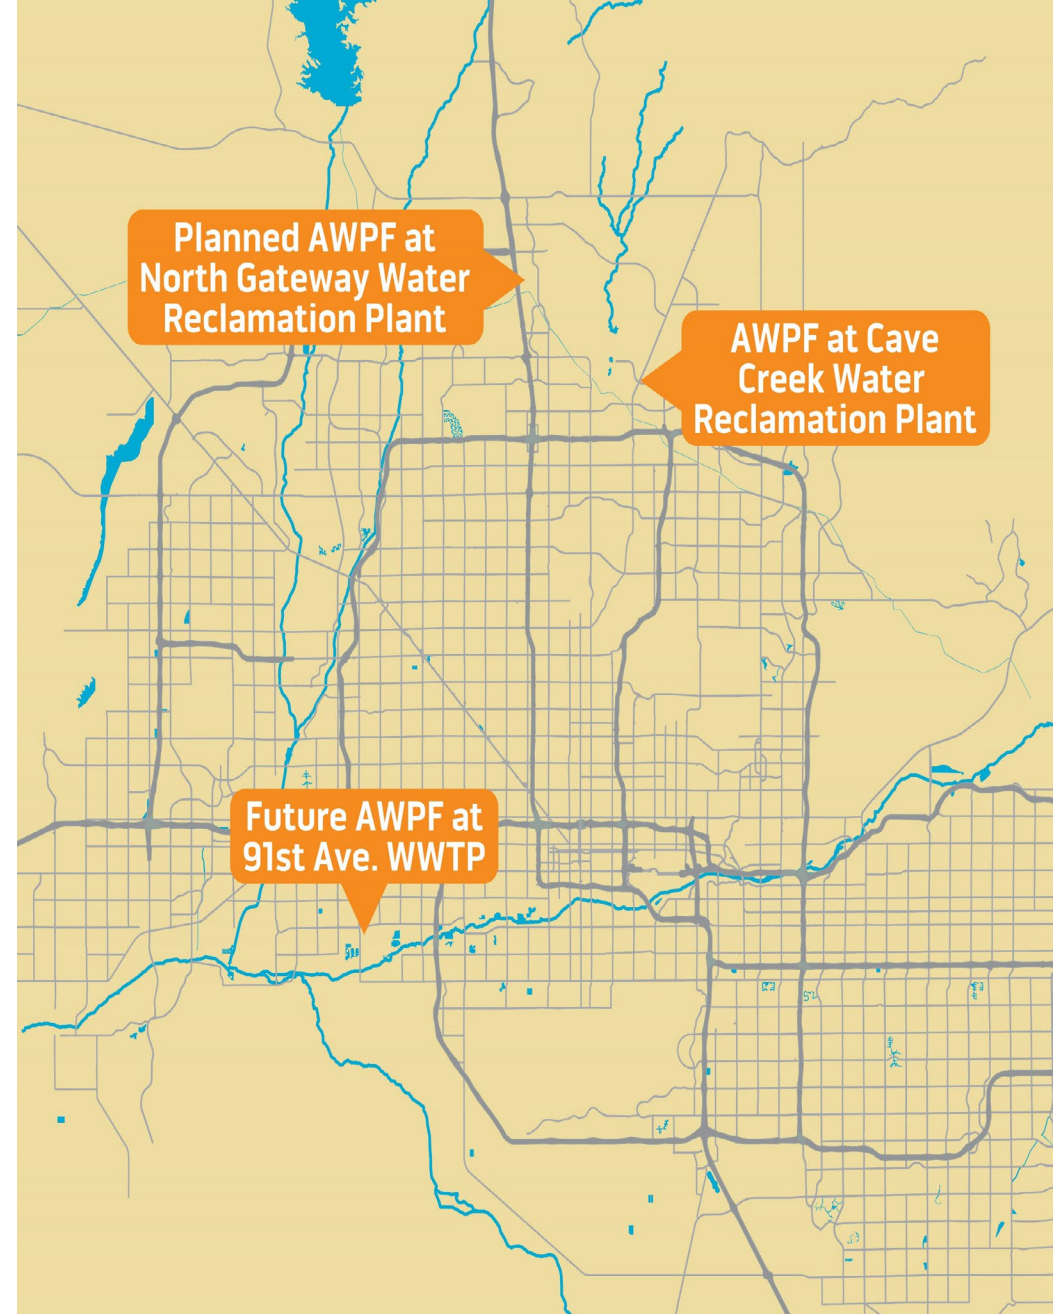 Planned AWPF at
North Gateway Water
Reclamation Plant
AWPF at Cave
Creek Water
Reclamation Plant
Future AWPF at
91st Ave. WWTP